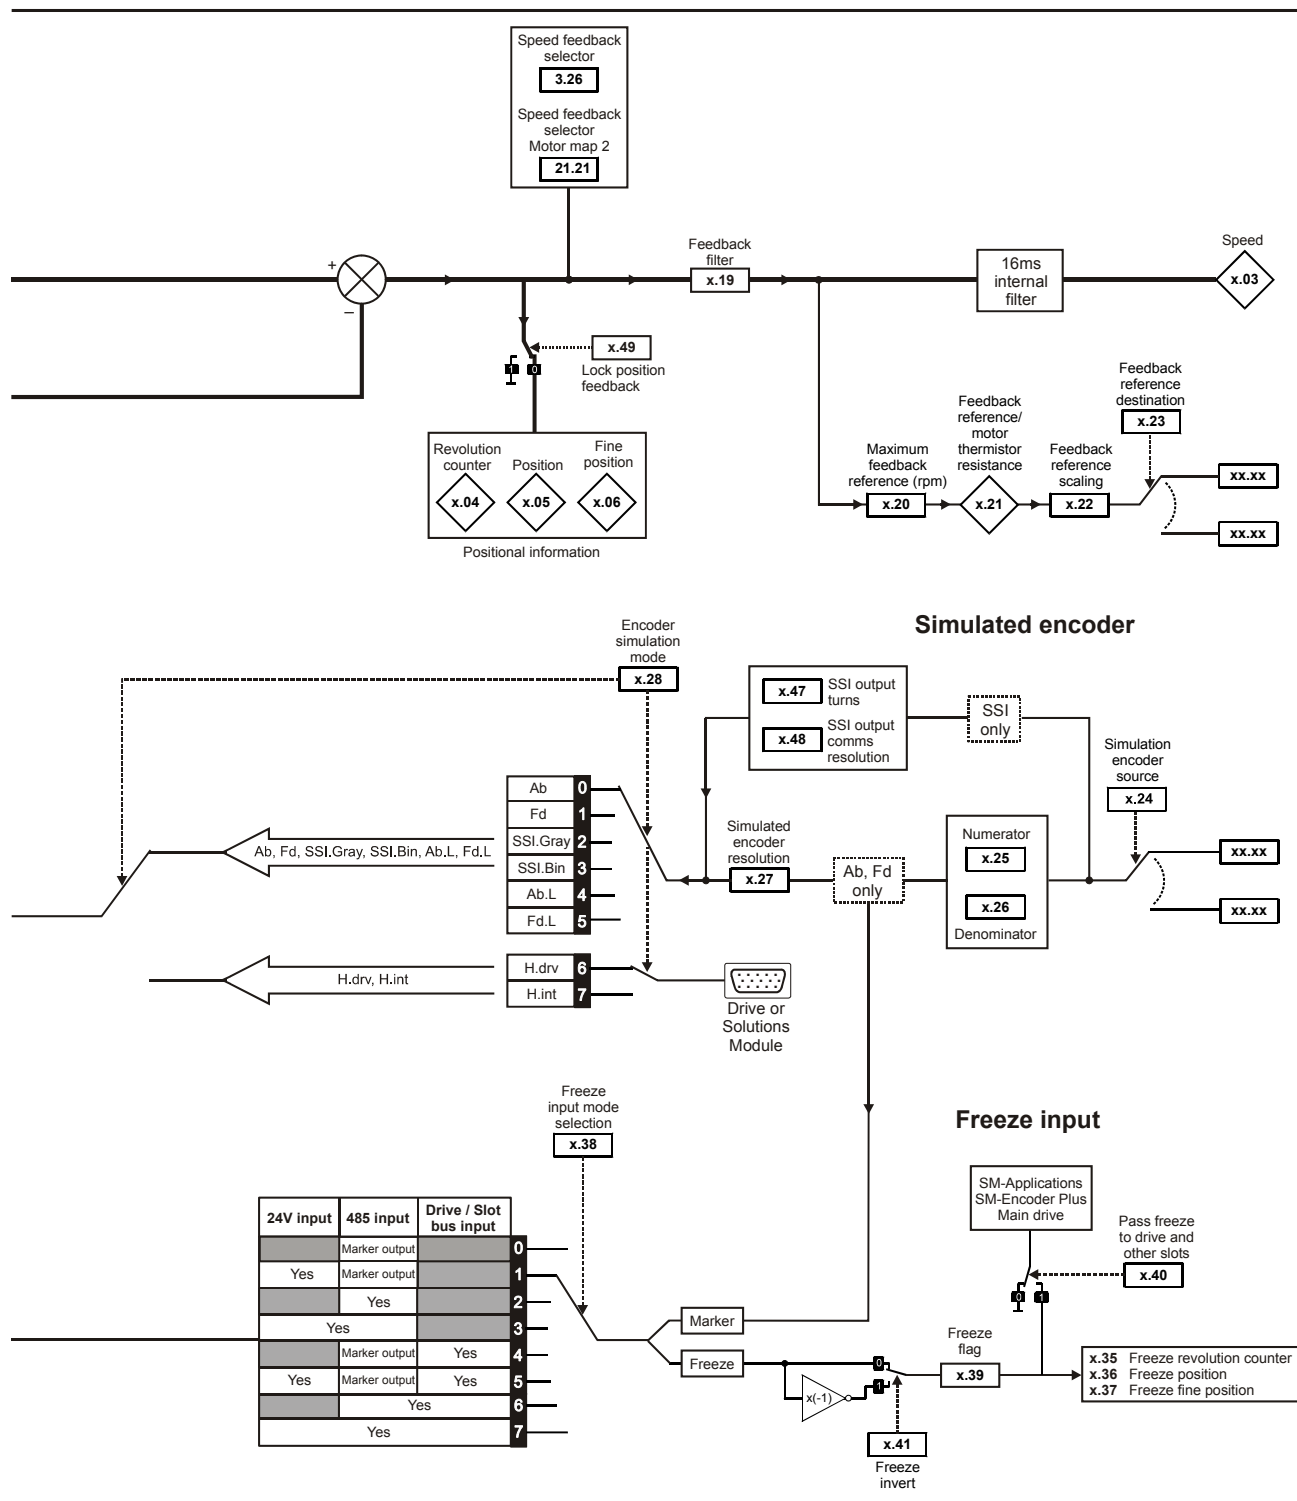 Speed feedback
selector
3.26
Speed feedback
selector
Motor map 2
21.21
+
–
Feedback
filter
x.19
16ms
internal
filter
Speed
x.03
x.49
Lock position
feedback
1
0
Revolution
counter
x.04
Position
x.05
Fine
position
x.06
Positional information
Maximum
feedback
reference (rpm)
x.20
Feedback
reference/
motor
thermistor
resistance
x.21
Feedback
reference
scaling
x.22
Feedback
reference
destination
x.23
xx.xx
xx.xx
Simulated encoder
Encoder
simulation
mode
x.28
x.47 SSI output
turns
x.48 SSI output
comms
resolution
SSI
only
Simulation
encoder
source
x.24
xx.xx
xx.xx
Numerator
x.25
x.26
Denominator
Ab, Fd
only
Simulated
encoder
resolution
x.27
Ab 0
Fd 1
SSI.Gray 2
SSI.Bin 3
Ab.L 4
Fd.L 5
Ab, Fd, SSI.Gray, SSI.Bin, Ab.L, Fd.L
H.drv 6
H.int 7
H.drv, H.int
Drive or
Solutions
Module
Freeze input
Freeze
input mode
selection
x.38
24V input 485 input Drive / Slot
bus input
Marker output 0
Yes Marker output 1
Yes 2
Yes 3
Marker output Yes 4
Yes Marker output Yes 5
Yes 6
Yes 7
Marker
Freeze
x(-1)
0
1
x.41
Freeze
invert
Freeze
flag
x.39
SM-Applications
SM-Encoder Plus
Main drive
0
1
Pass freeze
to drive and
other slots
x.40
x.35 Freeze revolution counter
x.36 Freeze position
x.37 Freeze fine position